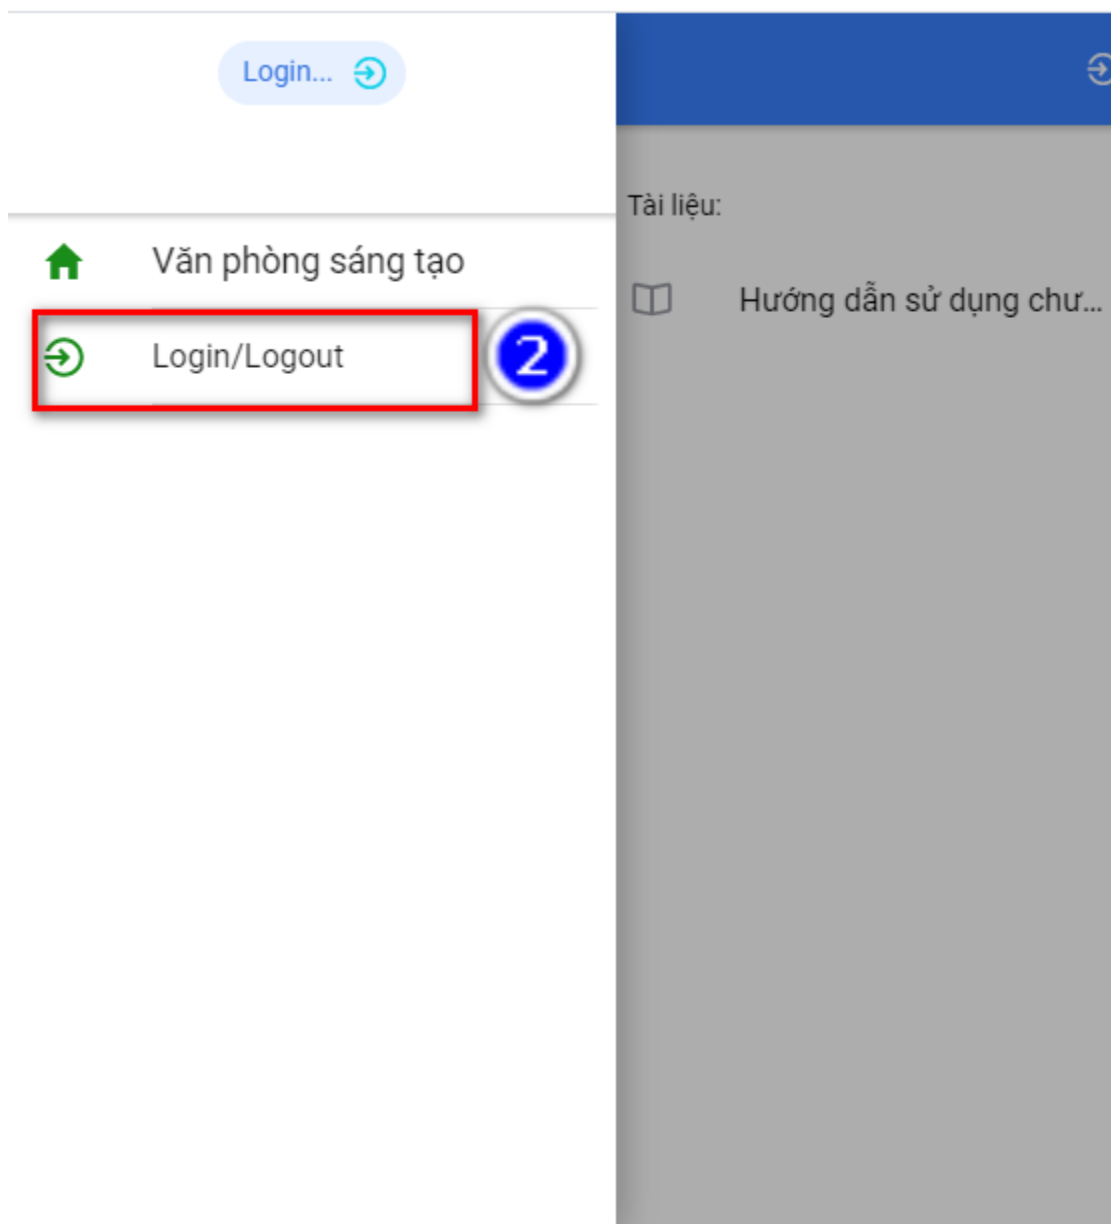 Login...
Văn phòng sáng tạo
Login/Logout
2
Tài liệu:
Hướng dẫn sử dụng chư...